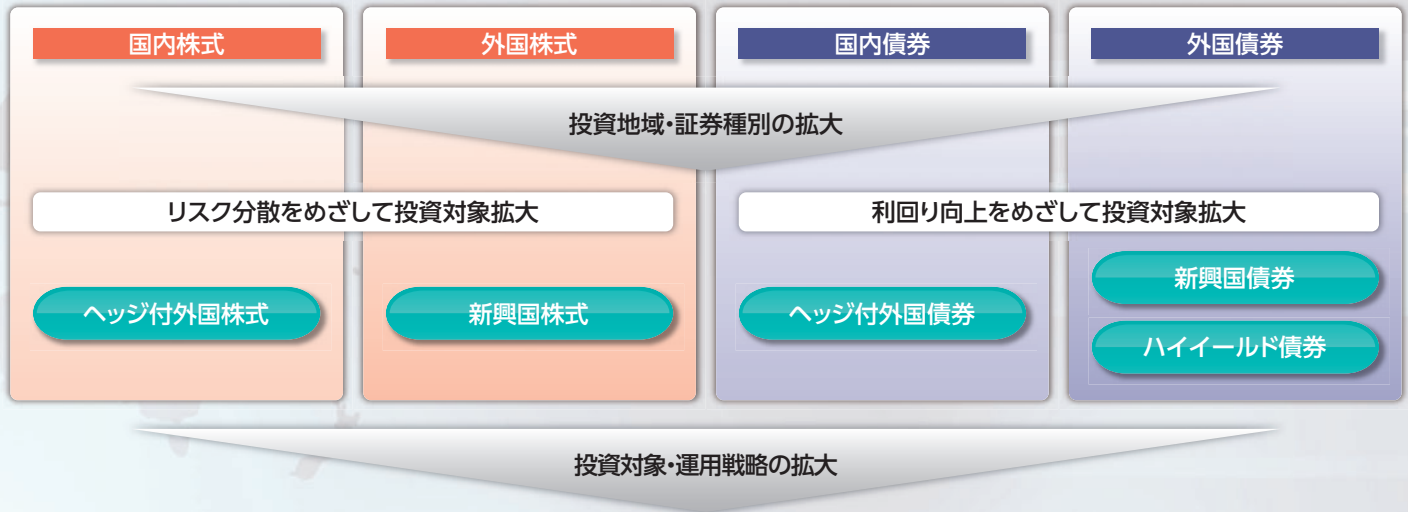 国内株式
外国株式
国内債券
外国債券
投資地域・証券種別の拡大
リスク分散をめざして投資対象拡大
利回り向上をめざして投資対象拡大
ヘッジ付外国株式
新興国株式
ヘッジ付外国債券
新興国債券
ハイイールド債券
投資対象・運用戦略の拡大